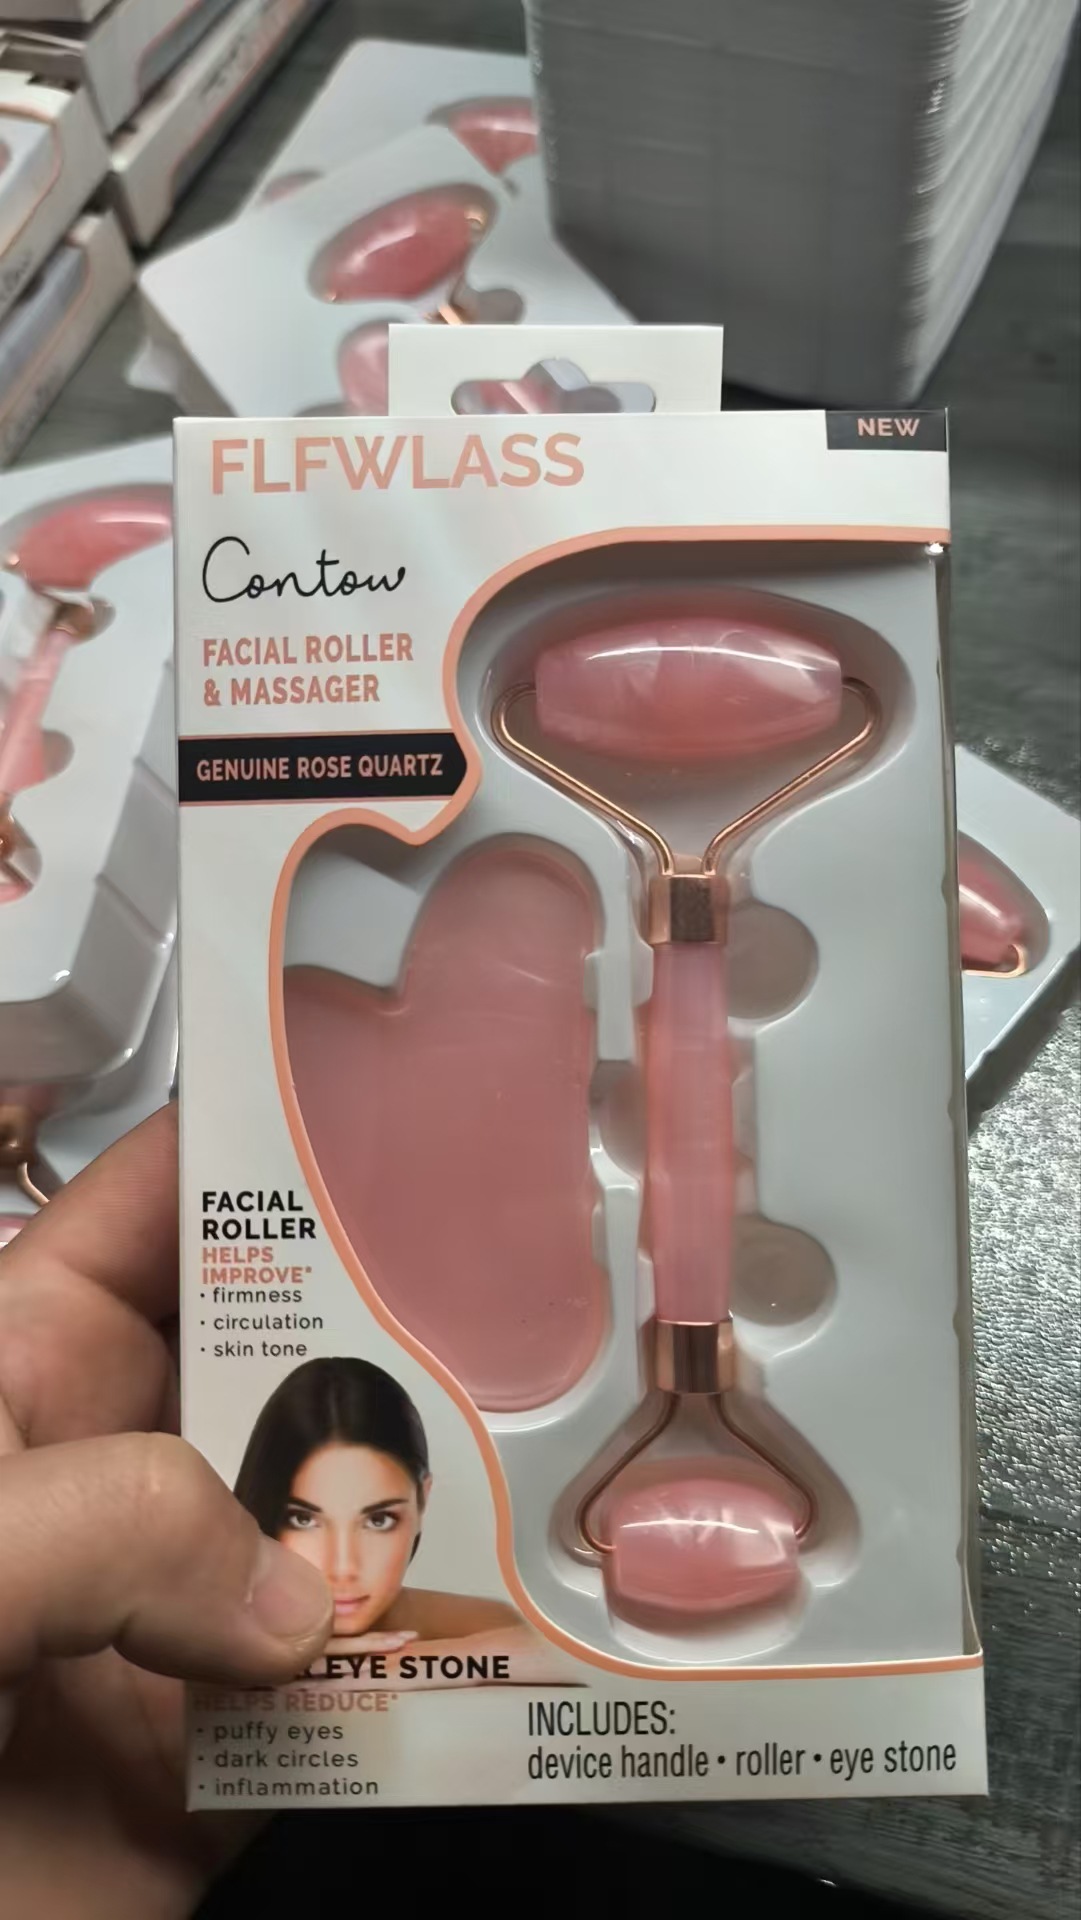 FLFWLASS
NEW
Contow
FACIAL ROLLER
& MASSAGER
GENUINE ROSE QUARTZ
FACIAL
ROLLER
HELPS
IMPROVE*
• firmness
• circulation
• skin tone
EYE STONE
HELPS REDUCE*
• puffy eyes
• dark circles
• inflammation
INCLUDES:
device handle • roller • eye stone